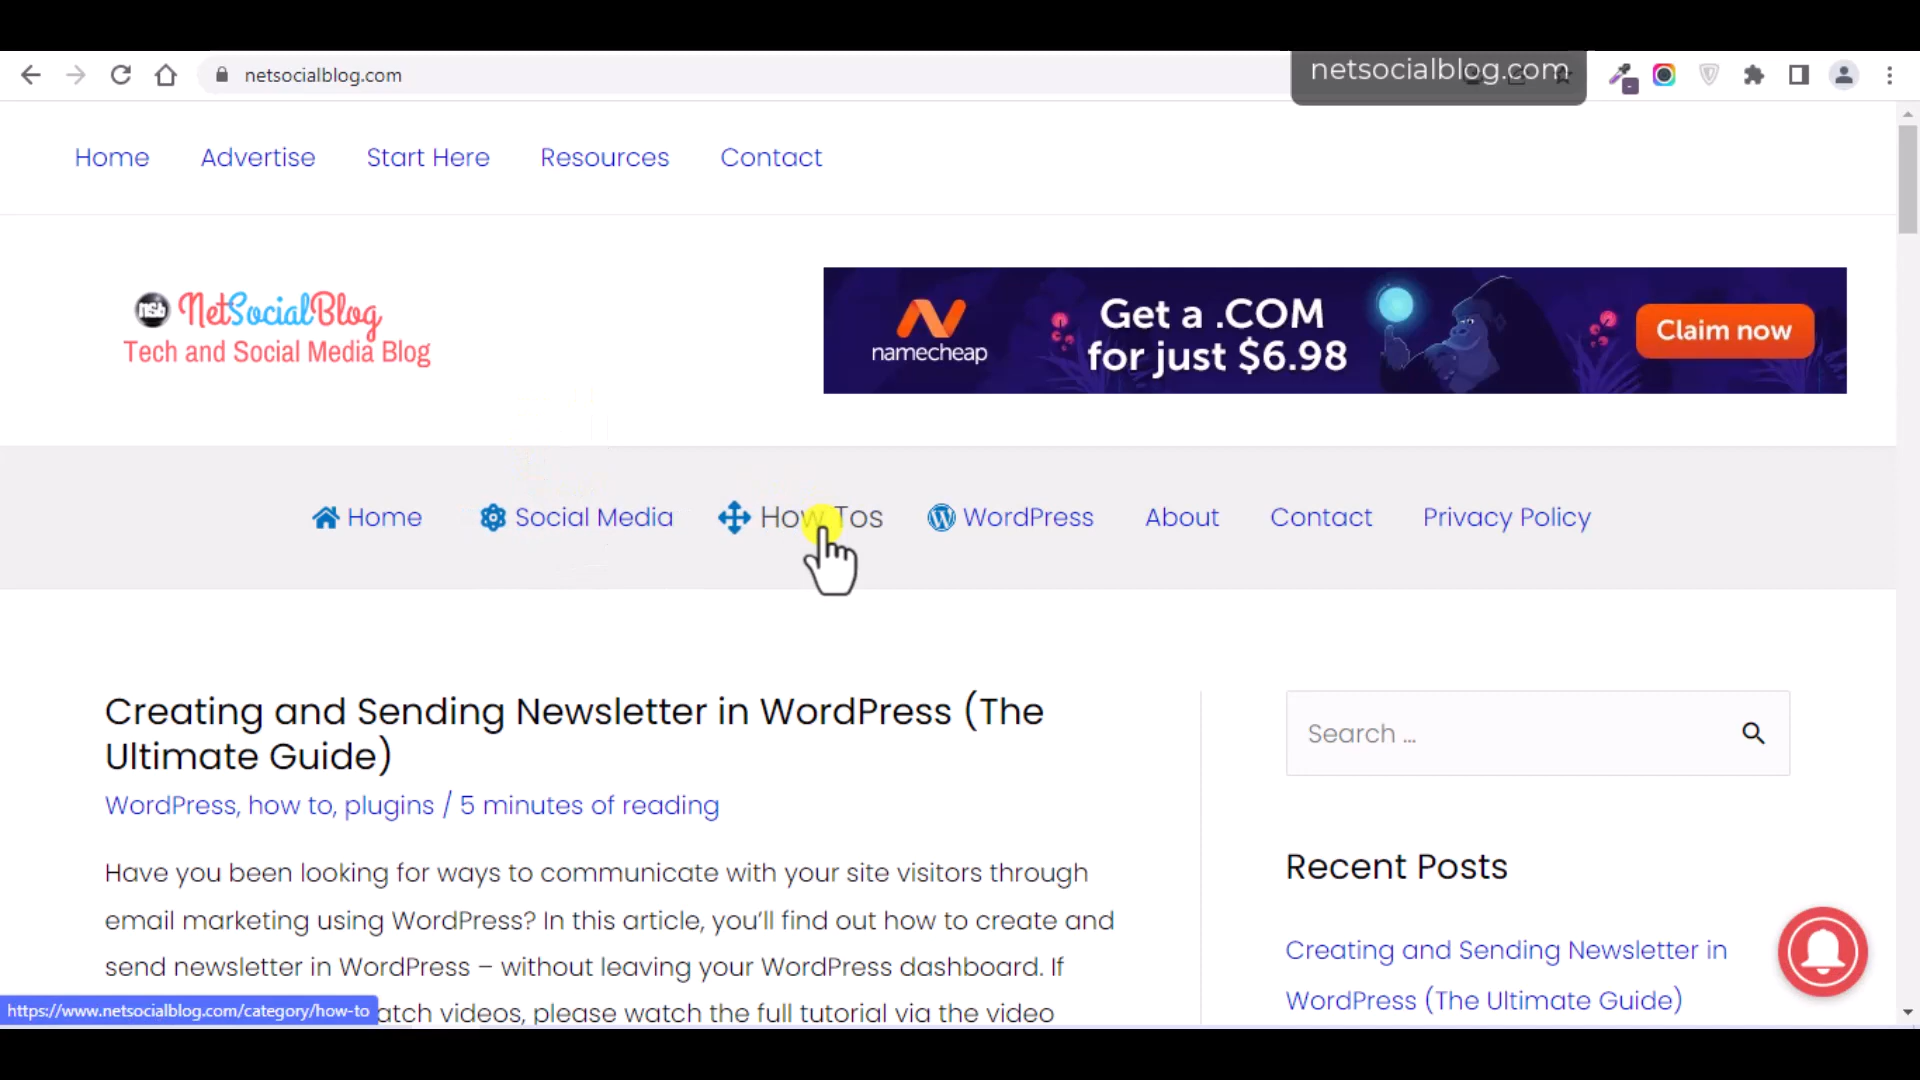 netsocialblog.com
netsocialblog.com
Home Advertise Start Here Resources Contact
nsb NetSocialBlog
Tech and Social Media Blog
namecheap
Get a .COM
for just $6.98
Claim now
Home Social Media How Tos WordPress About Contact Privacy Policy
Creating and Sending Newsletter in WordPress (The
Ultimate Guide)
WordPress, how to, plugins / 5 minutes of reading
Have you been looking for ways to communicate with your site visitors through
email marketing using WordPress? In this article, you'll find out how to create and
send newsletter in WordPress – without leaving your WordPress dashboard. If
atch videos, please watch the full tutorial via the video
Search ...
Recent Posts
Creating and Sending Newsletter in
WordPress (The Ultimate Guide)
https://www.netsocialblog.com/category/how-to